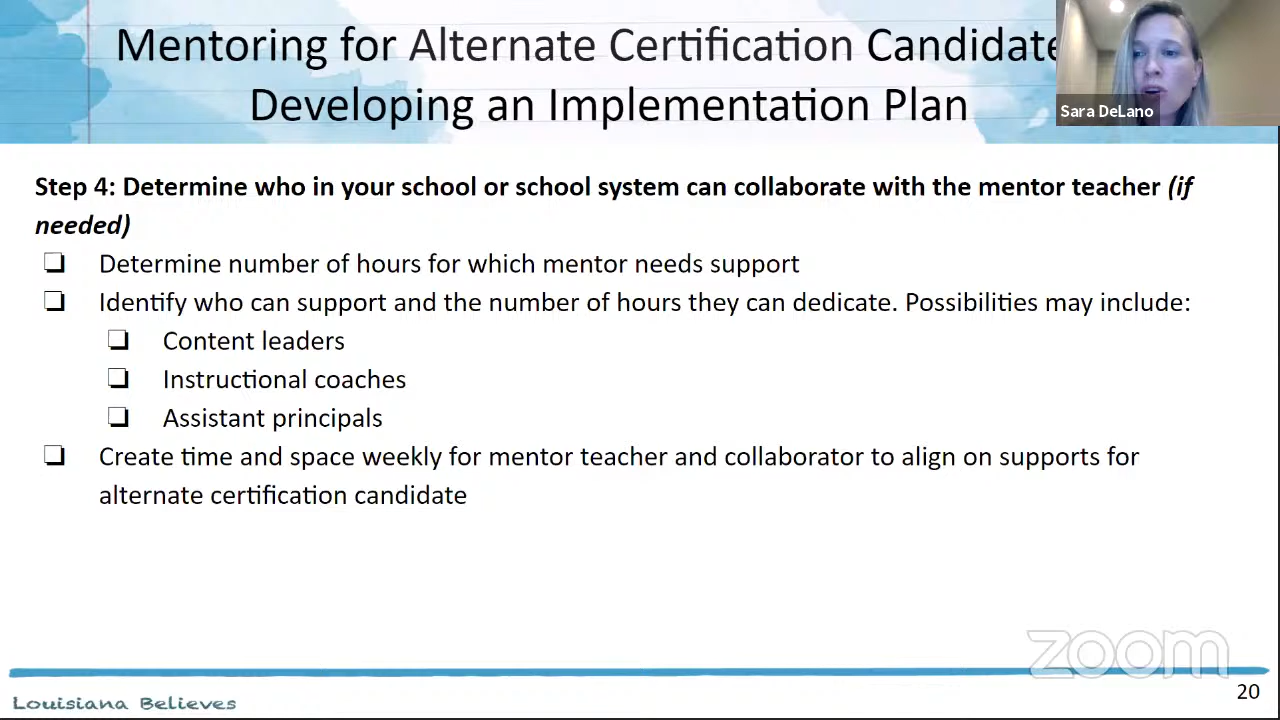 Mentoring for Alternate Certification Candidate
Developing an Implementation Plan
Sara DeLano
Step 4: Determine who in your school or school system can collaborate with the mentor teacher (if
needed)
❏ Determine number of hours for which mentor needs support
❏ Identify who can support and the number of hours they can dedicate. Possibilities may include:
❏ Content leaders
❏ Instructional coaches
❏ Assistant principals
❏ Create time and space weekly for mentor teacher and collaborator to align on supports for
alternate certification candidate
zoom
20
Louisiana Believes